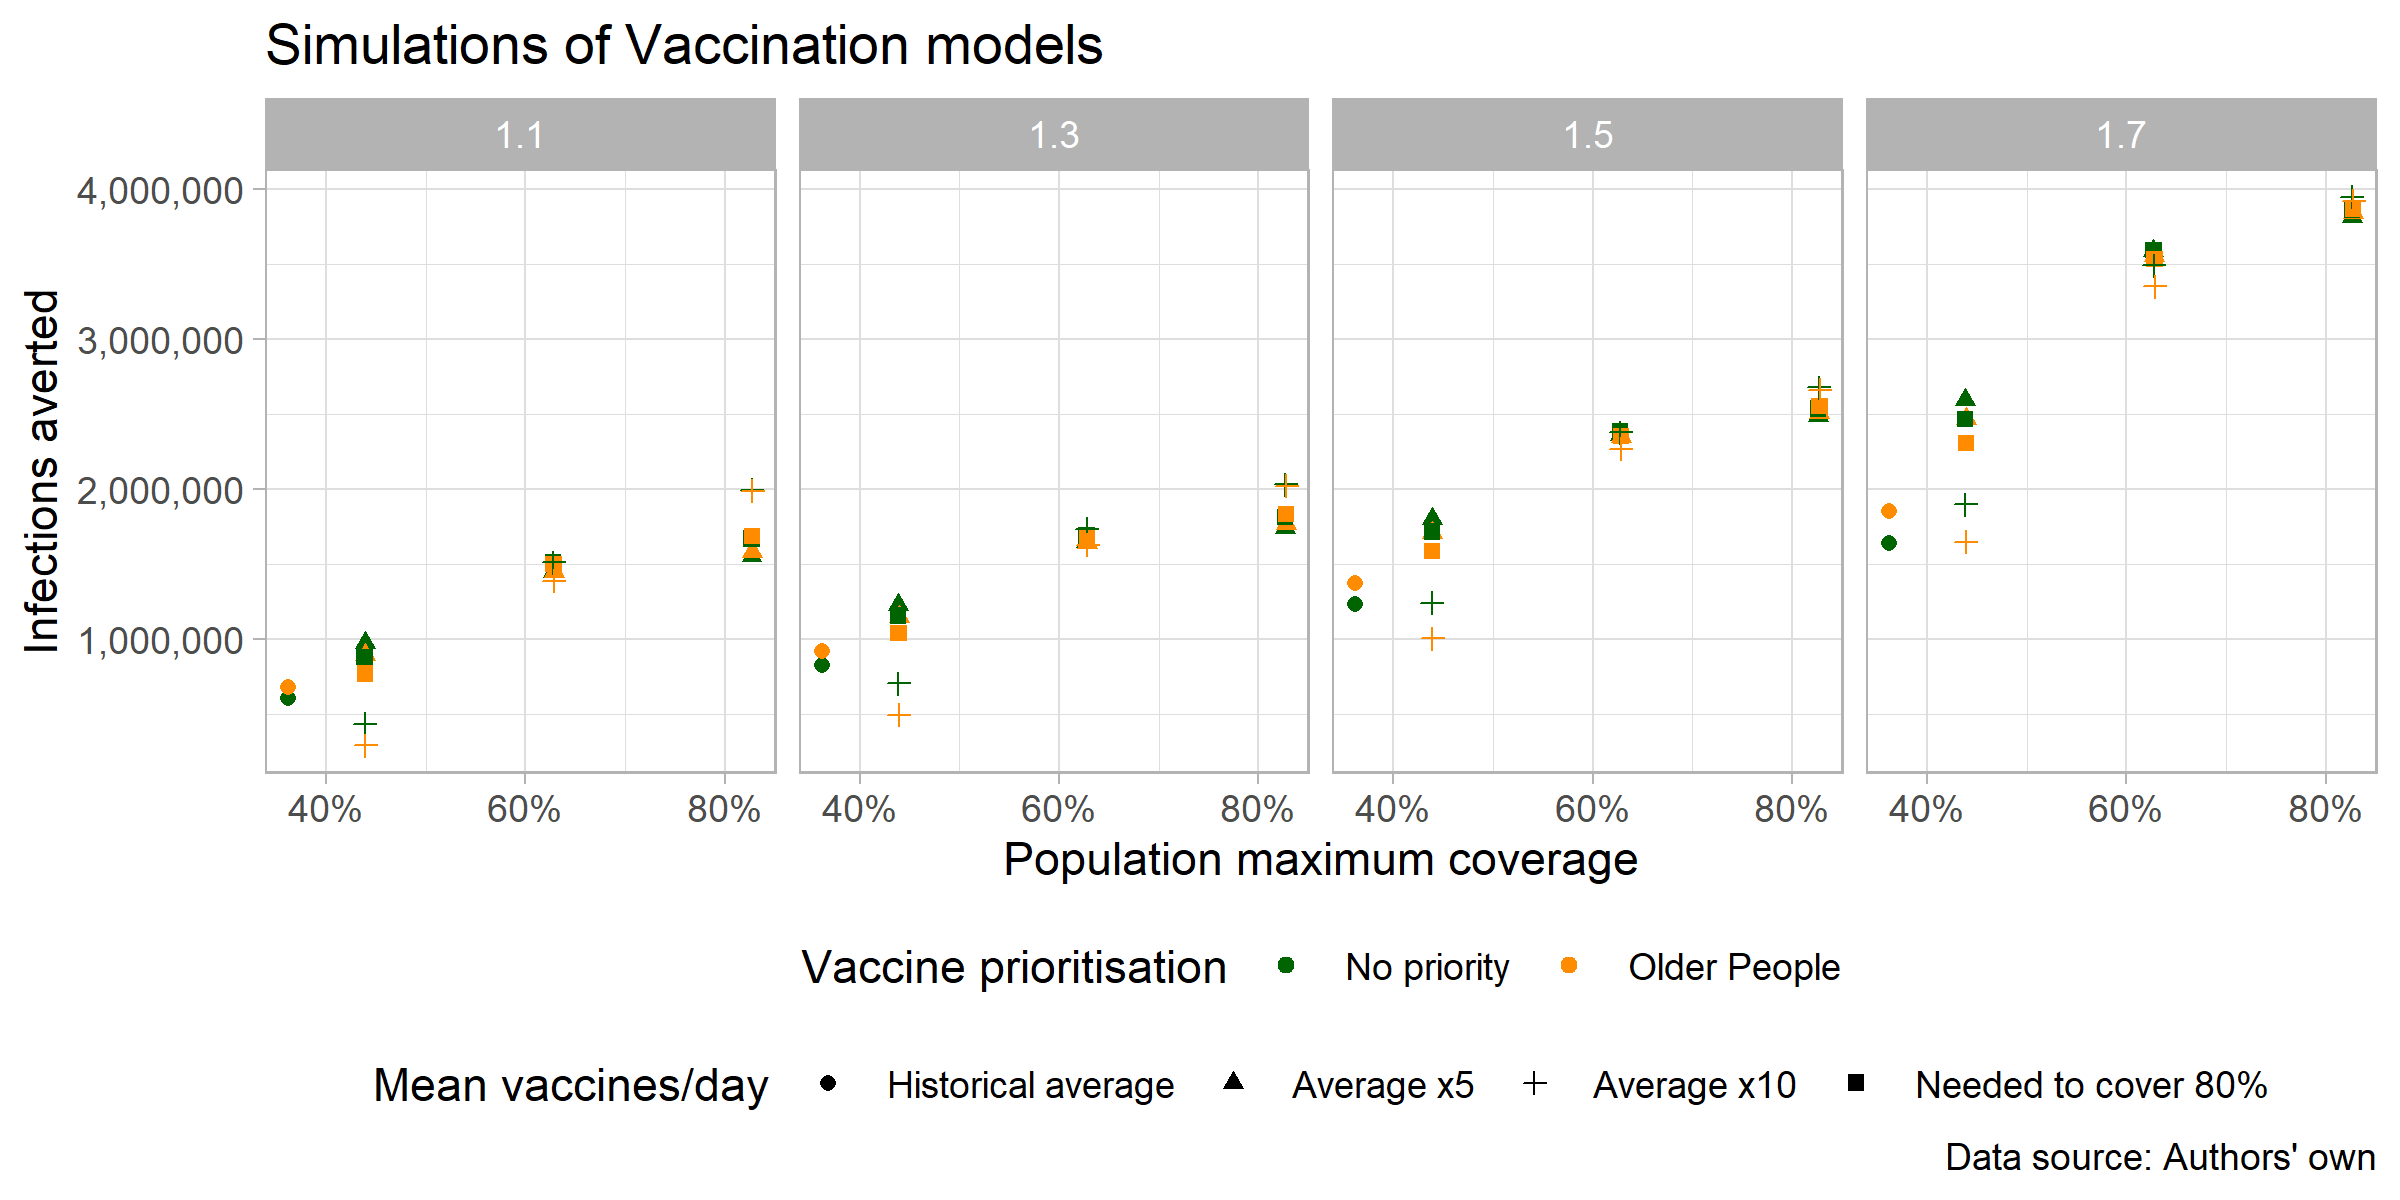 Simulations of Vaccination models
1.1 1.3 1.5 1.7
4,000,000
3,000,000
2,000,000
1,000,000
Infections averted
40% 60% 80% 40% 60% 80% 40% 60% 80% 40% 60% 80%
Population maximum coverage
Vaccine prioritisation No priority Older People
Mean vaccines/day Historical average Average x5 Average x10 Needed to cover 80%
Data source: Authors' own